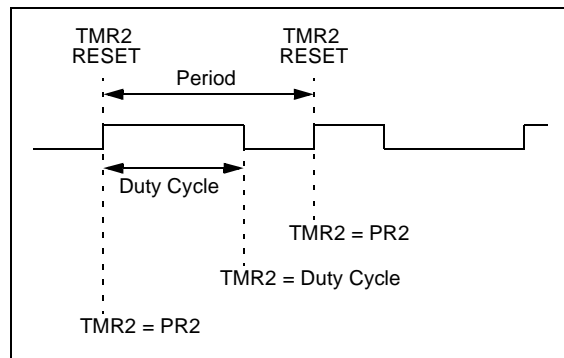 TMR2
RESET
TMR2
RESET
Period
Duty Cycle
TMR2 = PR2
TMR2 = Duty Cycle
TMR2 = PR2